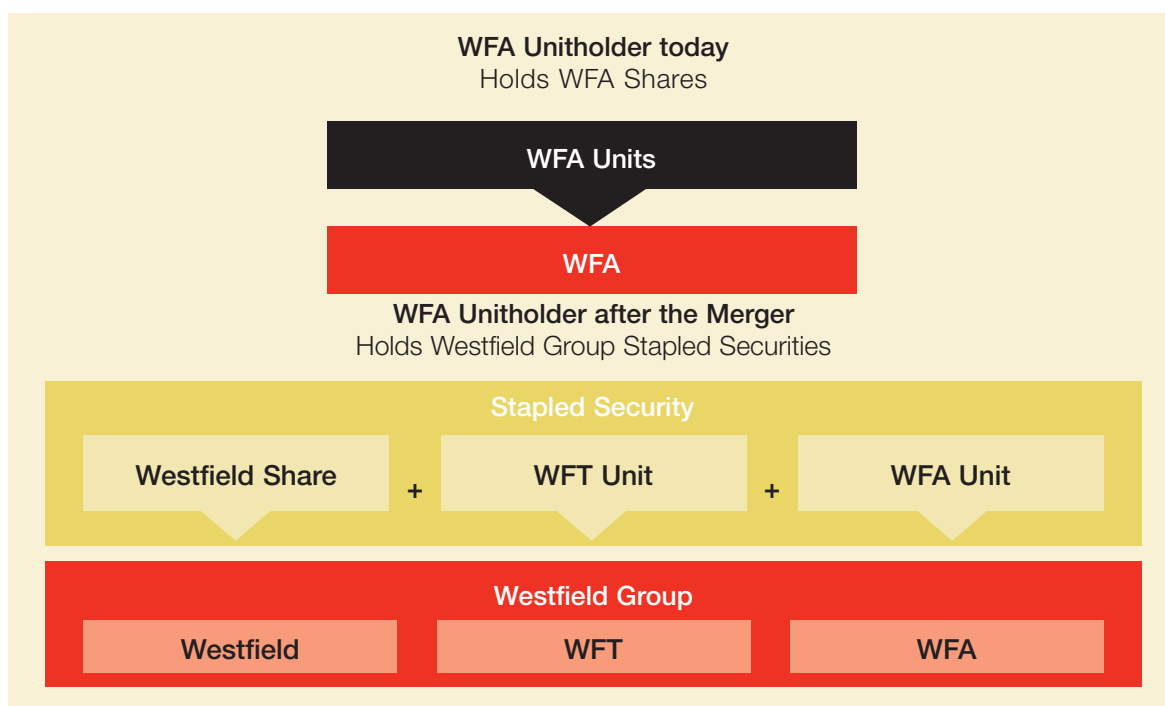 WFA Unitholder today
Holds WFA Shares
WFA Units
WFA
WFA Unitholder after the Merger
Holds Westfield Group Stapled Securities
Stapled Security
Westfield Share + WFT Unit + WFA Unit
Westfield Group
Westfield WFT WFA